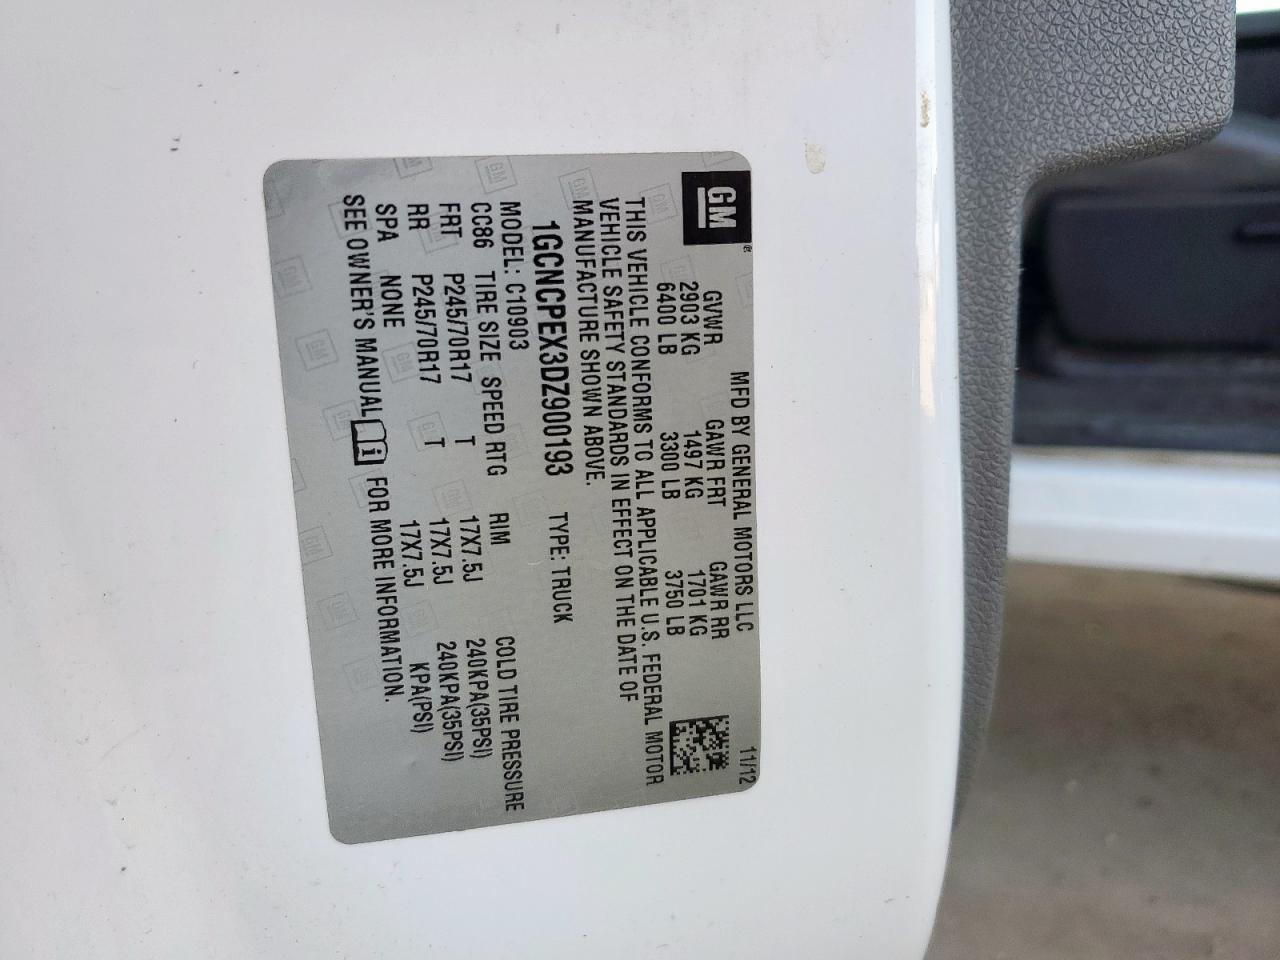 GM®
11/12
MFD BY GENERAL MOTORS LLC
GVWR GAWR FRT GAWR RR
2903 KG 1497 KG 1701 KG
6400 LB 3300 LB 3750 LB
THIS VEHICLE CONFORMS TO ALL APPLICABLE U.S. FEDERAL MOTOR
VEHICLE SAFETY STANDARDS IN EFFECT ON THE DATE OF
MANUFACTURE SHOWN ABOVE.
1GCNCPEX3DZ900193 TYPE: TRUCK
MODEL: C10903
CC86 TIRE SIZE SPEED RTG RIM COLD TIRE PRESSURE
FRT P245/70R17 T 17X7.5J 240KPA(35PSI)
RR P245/70R17 T 17X7.5J 240KPA(35PSI)
SPA NONE 17X7.5J KPA(PSI)
SEE OWNER'S MANUAL i FOR MORE INFORMATION.